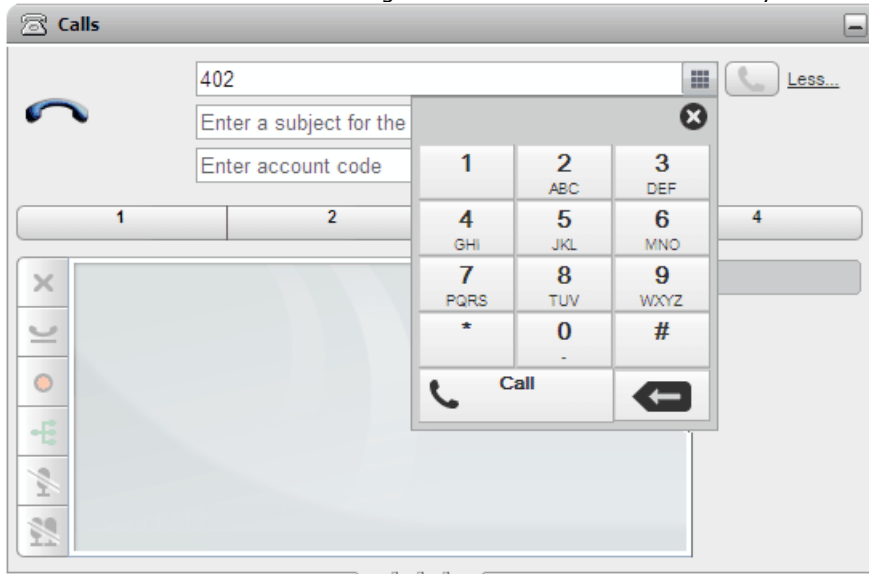 Calls
402
Less...
Enter a subject for the
Enter account code
1
2
ABC
3
DEF
4
GHI
5
JKL
6
MNO
7
PQRS
8
TUV
9
WXYZ
*
0
-
#
Call
1 2 4